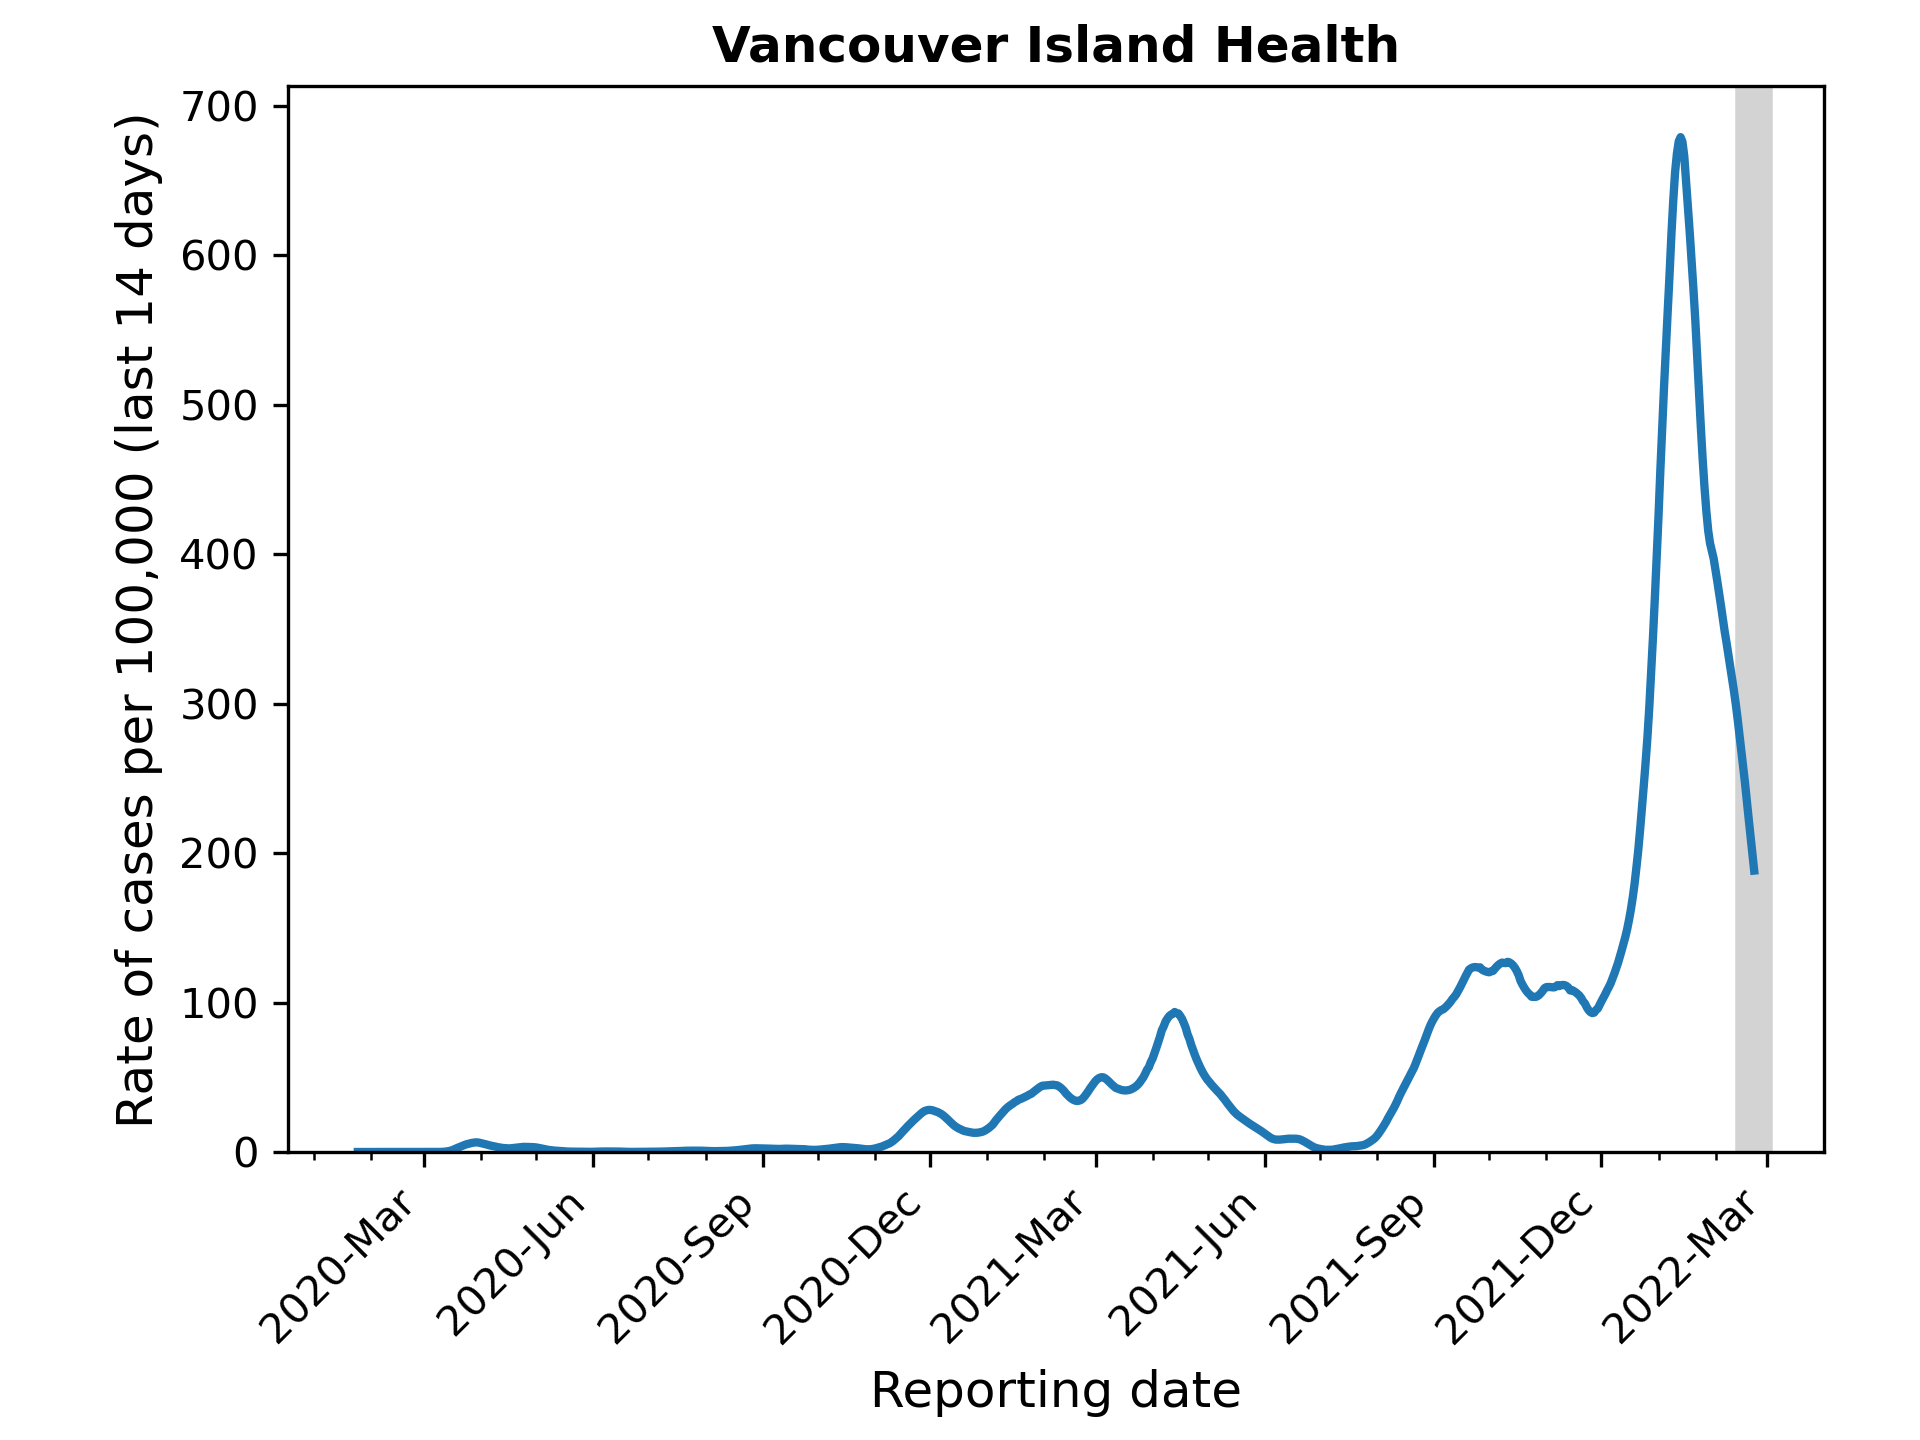 Vancouver Island Health
Rate of cases per 100,000 (last 14 days)
700
600
500
400
300
200
100
0
2020-Mar
2020-Jun
2020-Sep
2020-Dec
2021-Mar
2021-Jun
2021-Sep
2021-Dec
2022-Mar
Reporting date